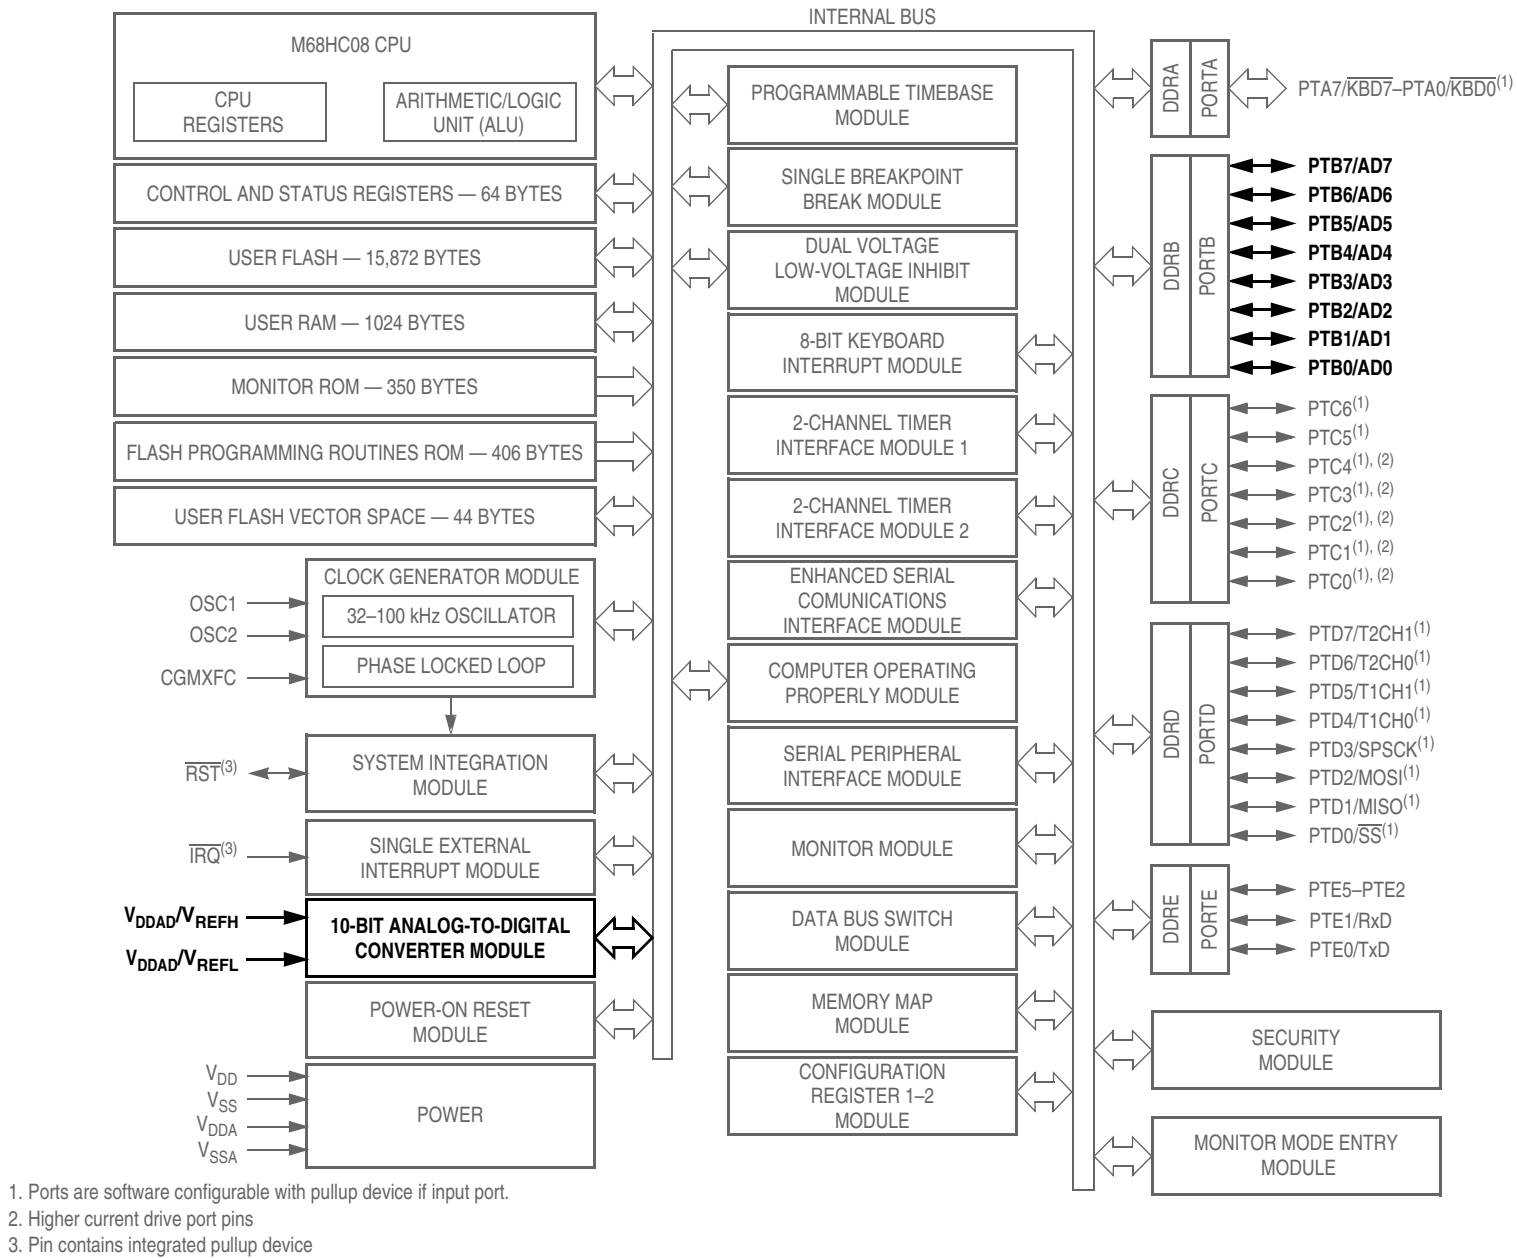 INTERNAL BUS
M68HC08 CPU
CPU
REGISTERS
ARITHMETIC/LOGIC
UNIT (ALU)
CONTROL AND STATUS REGISTERS — 64 BYTES
USER FLASH — 15,872 BYTES
USER RAM — 1024 BYTES
MONITOR ROM — 350 BYTES
FLASH PROGRAMMING ROUTINES ROM — 406 BYTES
USER FLASH VECTOR SPACE — 44 BYTES
CLOCK GENERATOR MODULE
32–100 kHz OSCILLATOR
PHASE LOCKED LOOP
OSC1
OSC2
CGMXFC
SYSTEM INTEGRATION
MODULE
RST(3)
SINGLE EXTERNAL
INTERRUPT MODULE
IRQ(3)
10-BIT ANALOG-TO-DIGITAL
CONVERTER MODULE
VDDAD/VREFH
VDDAD/VREFL
POWER-ON RESET
MODULE
POWER
VDD
VSS
VDDA
VSSA
PROGRAMMABLE TIMEBASE
MODULE
SINGLE BREAKPOINT
BREAK MODULE
DUAL VOLTAGE
LOW-VOLTAGE INHIBIT
MODULE
8-BIT KEYBOARD
INTERRUPT MODULE
2-CHANNEL TIMER
INTERFACE MODULE 1
2-CHANNEL TIMER
INTERFACE MODULE 2
ENHANCED SERIAL
COMUNICATIONS
INTERFACE MODULE
COMPUTER OPERATING
PROPERLY MODULE
SERIAL PERIPHERAL
INTERFACE MODULE
MONITOR MODULE
DATA BUS SWITCH
MODULE
MEMORY MAP
MODULE
CONFIGURATION
REGISTER 1–2
MODULE
DDRA
PORTA
PTA7/KBD7–PTA0/KBD0(1)
DDRB
PORTB
PTB7/AD7
PTB6/AD6
PTB5/AD5
PTB4/AD4
PTB3/AD3
PTB2/AD2
PTB1/AD1
PTB0/AD0
DDRC
PORTC
PTC6(1)
PTC5(1)
PTC4(1), (2)
PTC3(1), (2)
PTC2(1), (2)
PTC1(1), (2)
PTC0(1), (2)
DDRD
PORTD
PTD7/T2CH1(1)
PTD6/T2CH0(1)
PTD5/T1CH1(1)
PTD4/T1CH0(1)
PTD3/SPSCK(1)
PTD2/MOSI(1)
PTD1/MISO(1)
PTD0/SS(1)
DDRE
PORTE
PTE5–PTE2
PTE1/RxD
PTE0/TxD
SECURITY
MODULE
MONITOR MODE ENTRY
MODULE
1. Ports are software configurable with pullup device if input port.
2. Higher current drive port pins
3. Pin contains integrated pullup device